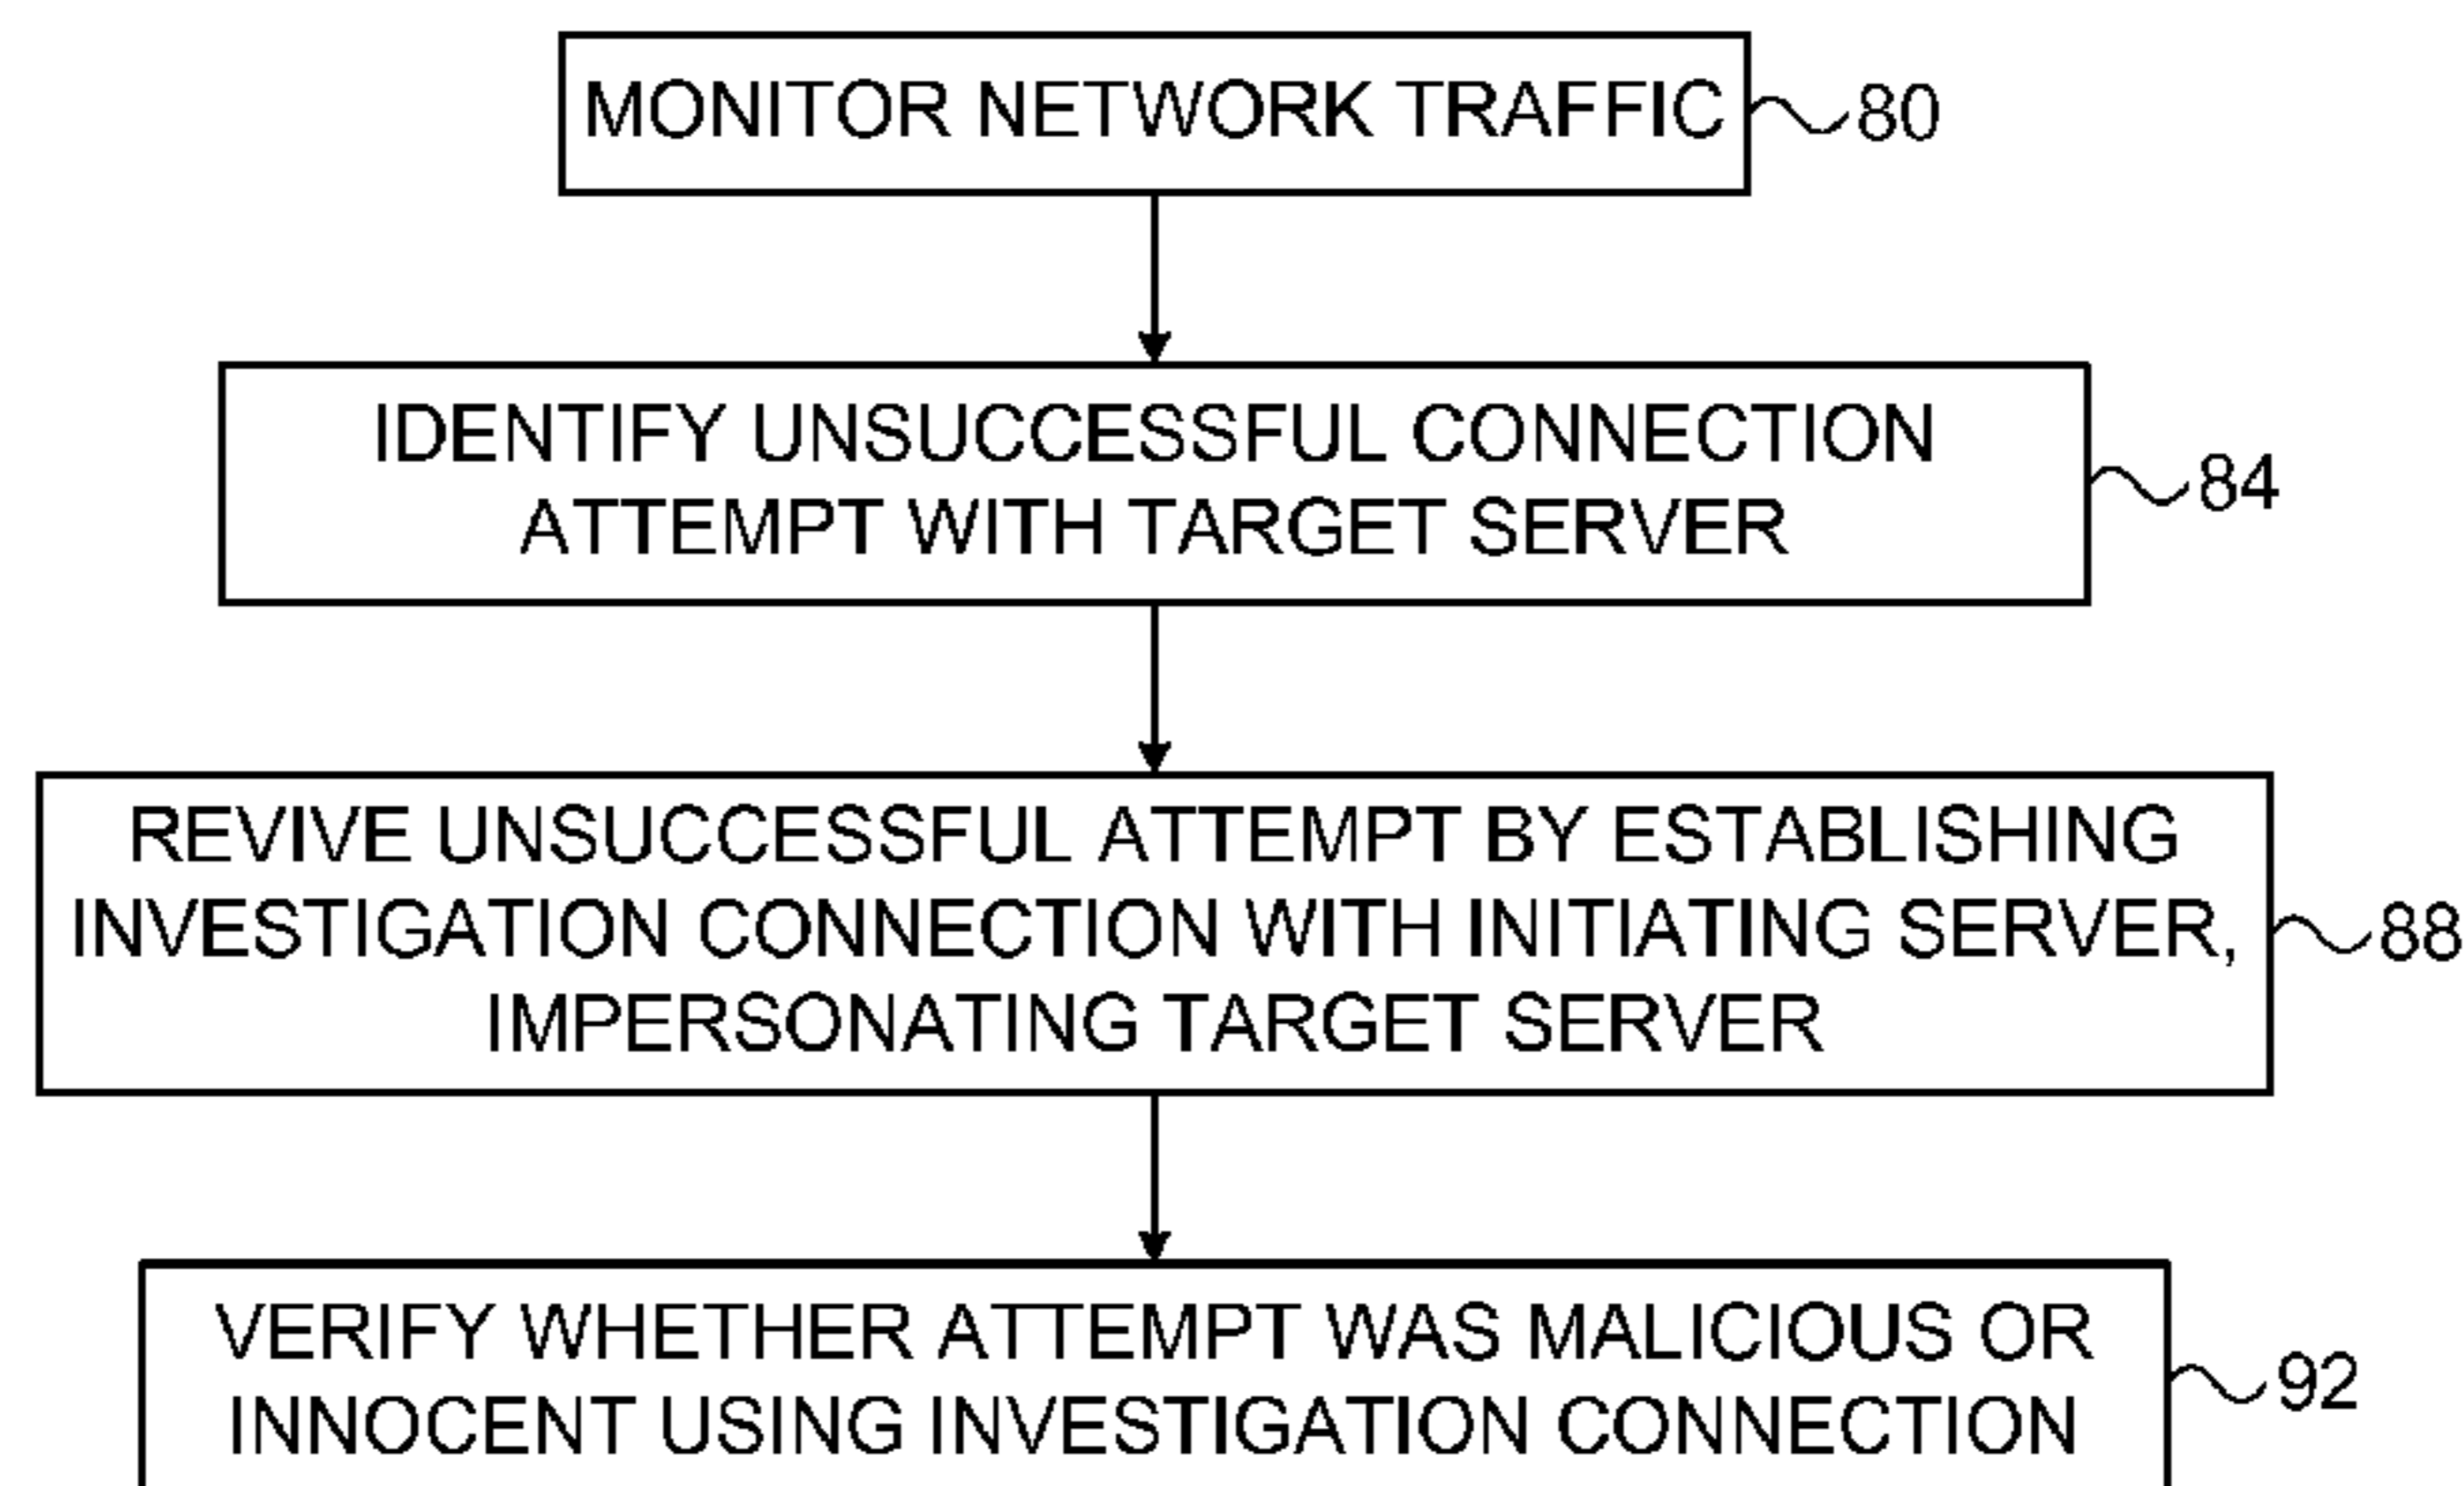 MONITOR NETWORK TRAFFIC
80
IDENTIFY UNSUCCESSFUL CONNECTION
ATTEMPT WITH TARGET SERVER
84
REVIVE UNSUCCESSFUL ATTEMPT BY ESTABLISHING
INVESTIGATION CONNECTION WITH INITIATING SERVER,
IMPERSONATING TARGET SERVER
88
VERIFY WHETHER ATTEMPT WAS MALICIOUS OR
INNOCENT USING INVESTIGATION CONNECTION
92